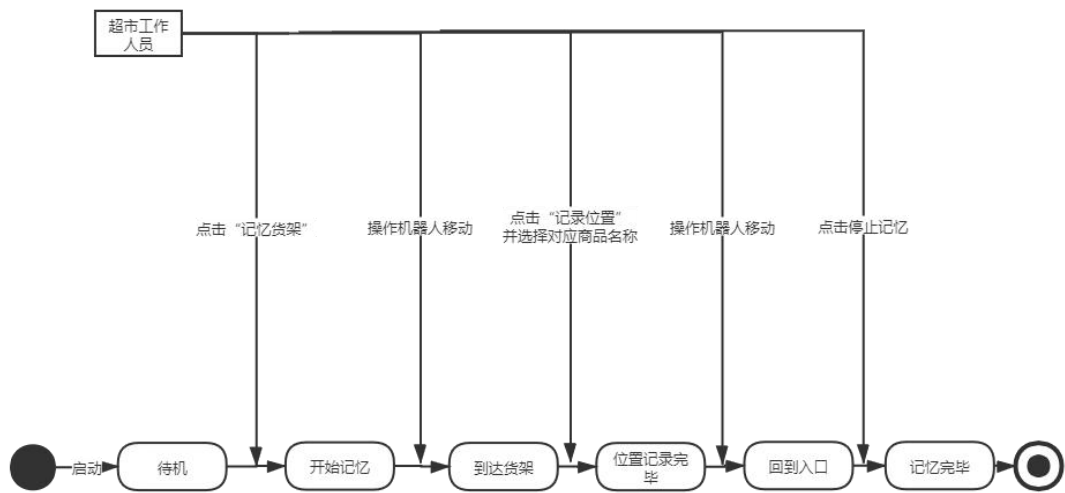 超市工作
人员
点击“记忆货架”
操作机器人移动
点击“记录位置”
并选择对应商品名称
操作机器人移动
点击停止记忆
启动
待机
开始记忆
到达货架
位置记录完
毕
回到入口
记忆完毕